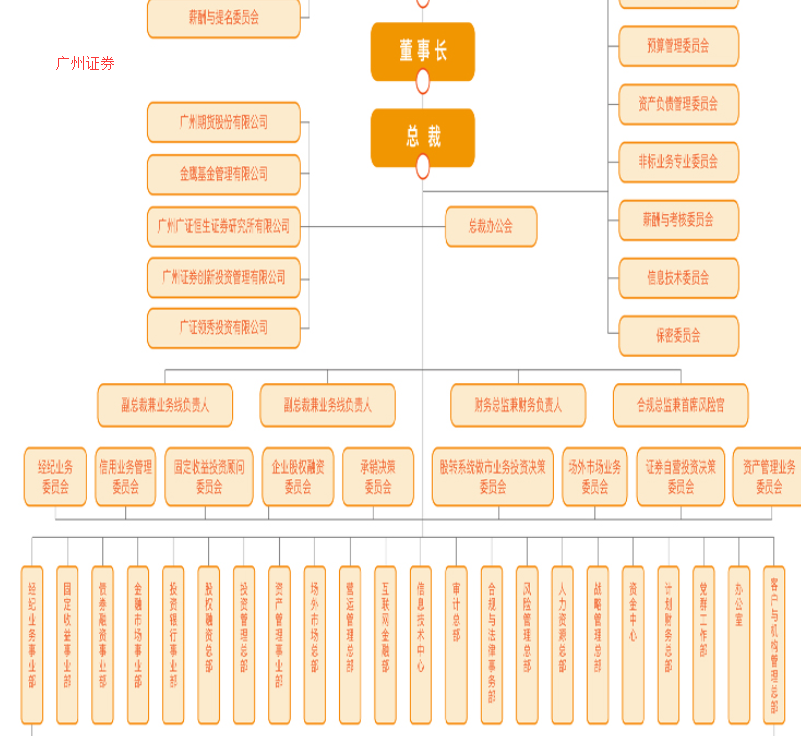 薪酬与提名委员会
广州证券
董事长
总裁
广州期货股份有限公司
金鹰基金管理有限公司
广州广证恒生证券研究所有限公司
广州证券创新投资管理有限公司
广证领秀投资有限公司
总裁办公会
预算管理委员会
资产负债管理委员会
非标业务专业委员会
薪酬与考核委员会
信息技术委员会
保密委员会
副总裁兼业务线负责人
副总裁兼业务线负责人
财务总监兼财务负责人
合规总监兼首席风险官
经纪业务
委员会
信用业务管理
委员会
固定收益投资顾问
委员会
企业股权融资
委员会
承销决策
委员会
股转系统做市业务投资决策
委员会
场外市场业务
委员会
证券自营投资决策
委员会
资产管理业务
委员会
经纪业务事业部
固定收益事业部
债券融资事业部
金融市场事业部
投资银行事业部
股权融资总部
投资管理总部
资产管理事业部
场外市场总部
营运管理总部
互联网金融部
信息技术中心
审计总部
合规与法律事务部
风险管理总部
人力资源总部
战略管理总部
资金中心
计划财务总部
党群工作部
办公室
客户与机构管理总部